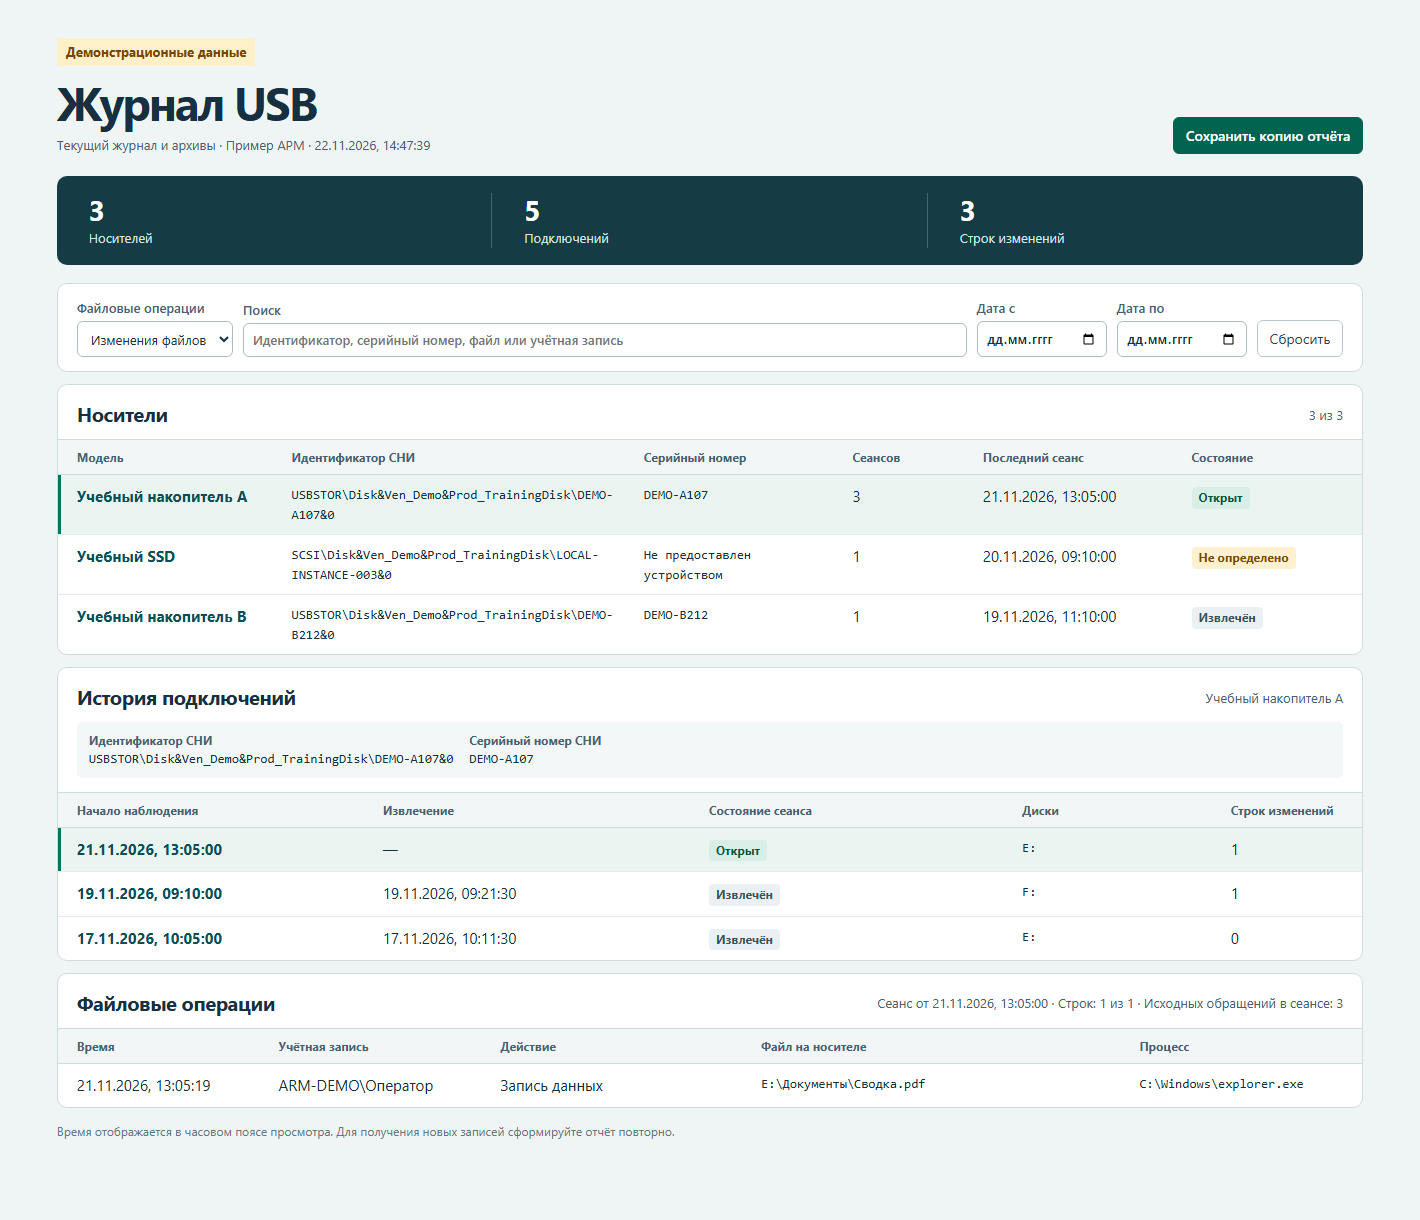 Демонстрационные данные
Журнал USB
Текущий журнал и архивы · Пример АРМ · 22.11.2026, 14:47:39
Сохранить копию отчёта
3
Носителей
5
Подключений
3
Строк изменений
Файловые операции
Поиск
Дата с
Дата по
Изменения файлов
Идентификатор, серийный номер, файл или учётная запись
дд.мм.гггг
дд.мм.гггг
Сбросить
Носители
3 из 3
Модель Идентификатор СНИ Серийный номер Сеансов Последний сеанс Состояние
Учебный накопитель A USBSTOR\Disk&Ven_Demo&Prod_TrainingDisk\DEMO- DEMO-A107 3 21.11.2026, 13:05:00 Открыт
A107&0
Учебный SSD SCSI\Disk&Ven_Demo&Prod_TrainingDisk\LOCAL- Не предоставлен 1 20.11.2026, 09:10:00 Не определено
INSTANCE-003&0 устройством
Учебный накопитель B USBSTOR\Disk&Ven_Demo&Prod_TrainingDisk\DEMO- DEMO-B212 1 19.11.2026, 11:10:00 Извлечён
B212&0
История подключений
Учебный накопитель A
Идентификатор СНИ Серийный номер СНИ
USBSTOR\Disk&Ven_Demo&Prod_TrainingDisk\DEMO-A107&0 DEMO-A107
Начало наблюдения Извлечение Состояние сеанса Диски Строк изменений
21.11.2026, 13:05:00 — Открыт E: 1
19.11.2026, 09:10:00 19.11.2026, 09:21:30 Извлечён F: 1
17.11.2026, 10:05:00 17.11.2026, 10:11:30 Извлечён E: 0
Файловые операции
Сеанс от 21.11.2026, 13:05:00 · Строк: 1 из 1 · Исходных обращений в сеансе: 3
Время Учётная запись Действие Файл на носителе Процесс
21.11.2026, 13:05:19 ARM-DEMO\Оператор Запись данных E:\Документы\Сводка.pdf C:\Windows\explorer.exe
Время отображается в часовом поясе просмотра. Для получения новых записей сформируйте отчёт повторно.